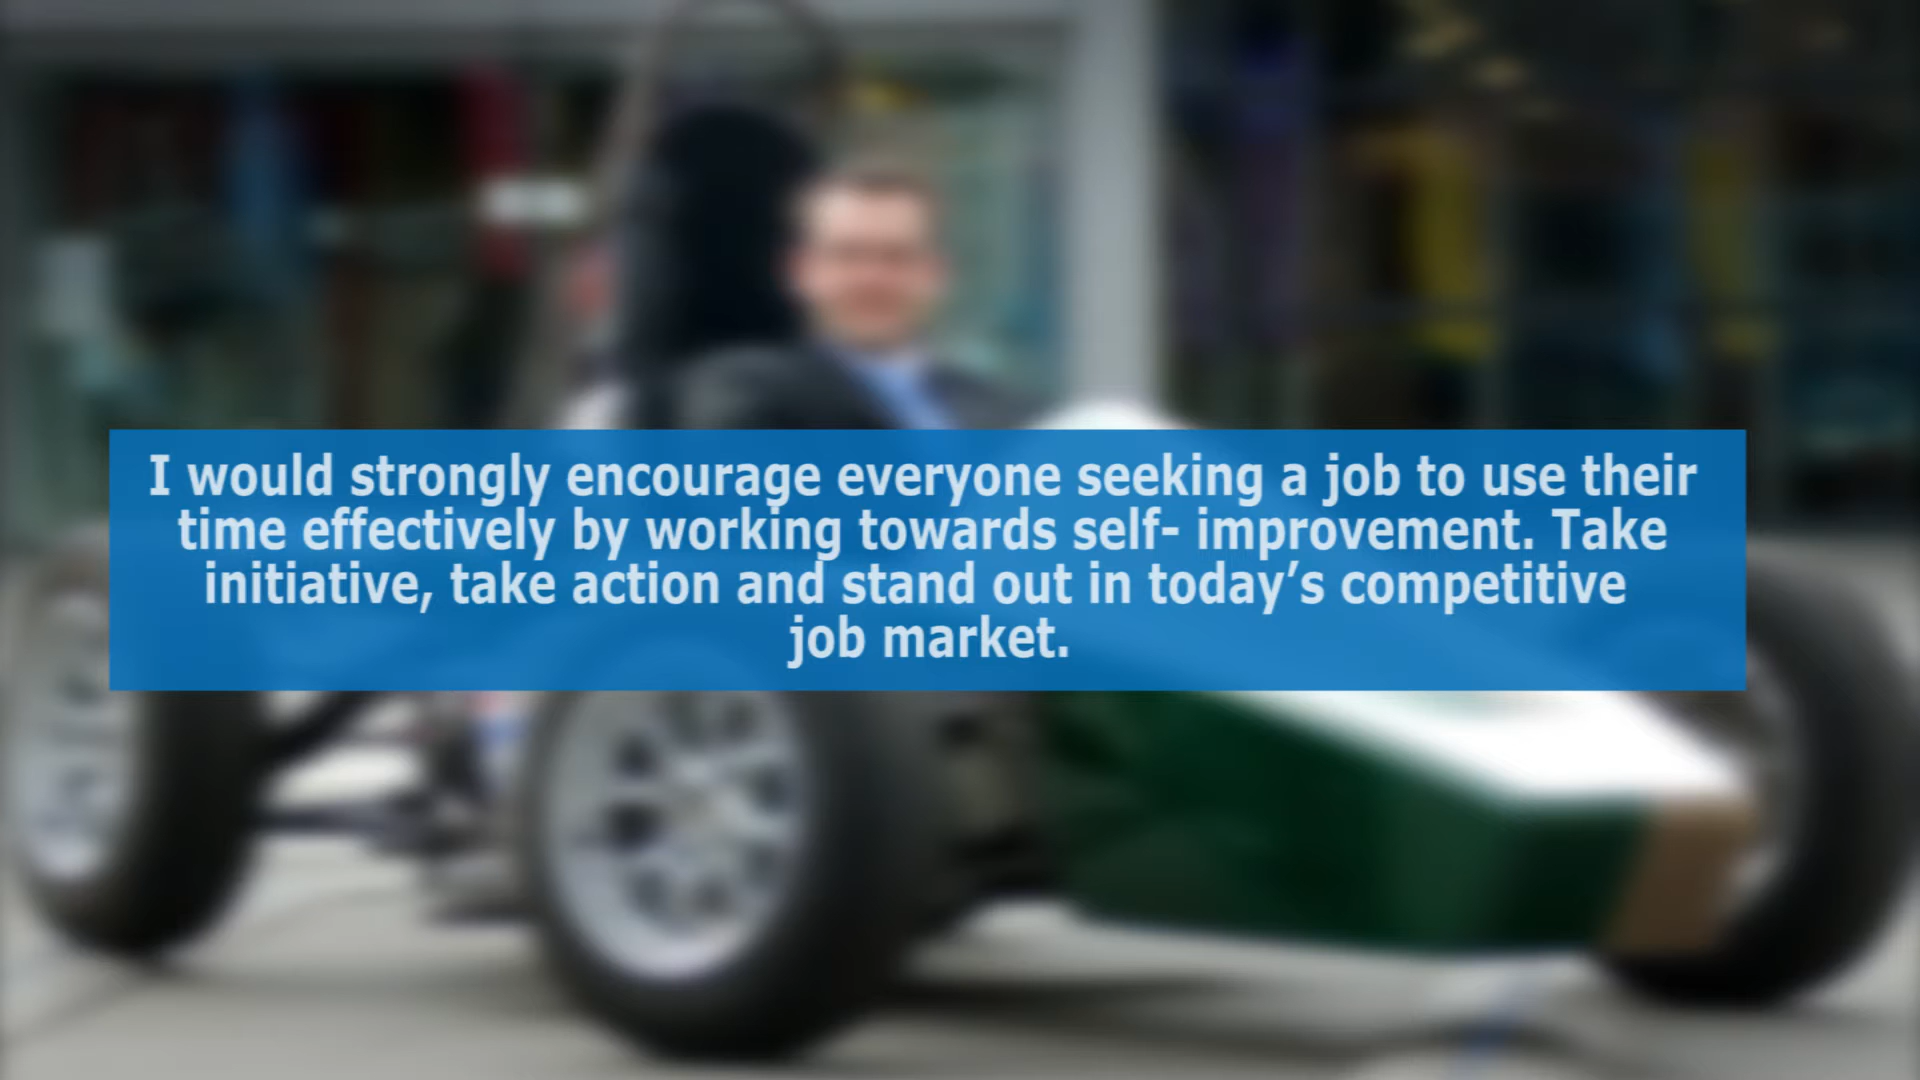 I would strongly encourage everyone seeking a job to use their
time effectively by working towards self- improvement. Take
initiative, take action and stand out in today’s competitive
job market.